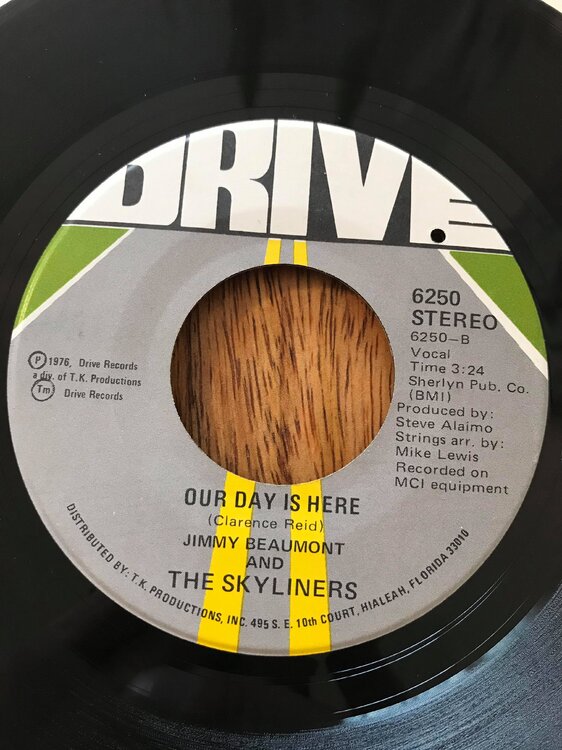 DRIVE
6250
STEREO
6250-B
Vocal
Time 3:24
Sherlyn Pub. Co.
(BMI)
Produced by:
Steve Alaimo
Strings arr. by:
Mike Lewis
Recorded on
MCI equipment
Ⓟ 1976, Drive Records
a div. of T.K. Productions
Tm Drive Records
OUR DAY IS HERE
(Clarence Reid)
JIMMY BEAUMONT
AND
THE SKYLINERS
DISTRIBUTED BY: T.K. PRODUCTIONS, INC. 495 S. E. 10th COURT, HIALEAH, FLORIDA 33010